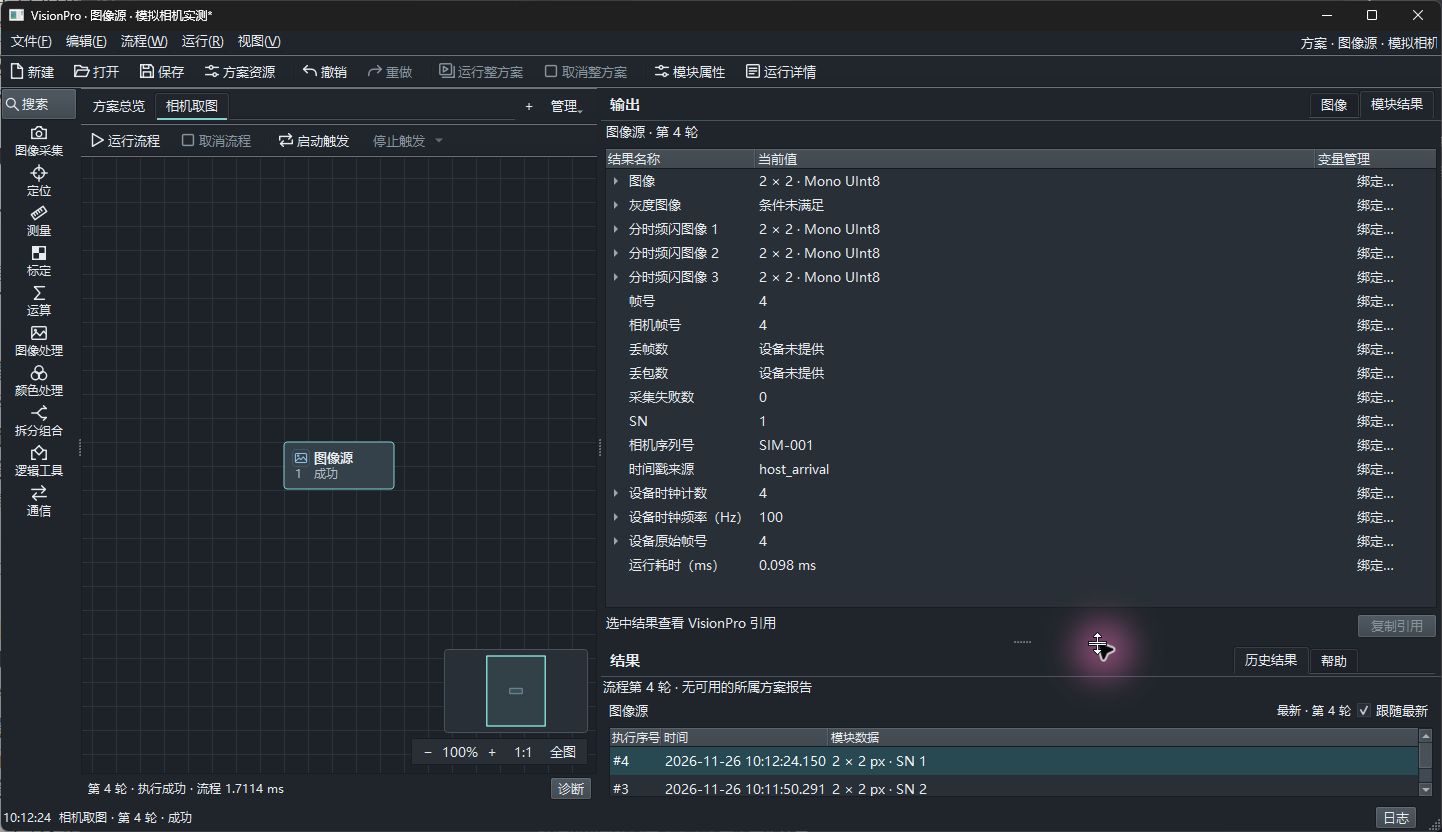 VisionPro · 图像源 · 模拟相机实测*
文件(F) 编辑(E) 流程(W) 运行(R) 视图(V)
方案 · 图像源 · 模拟相机
新建 打开 保存 方案资源 撤销 重做 运行整方案 取消整方案 模块属性 运行详情
搜索
图像采集
定位
测量
标定
运算
图像处理
颜色处理
拆分组合
逻辑工具
通信
方案总览 相机取图 + 管理
运行流程 取消流程 启动触发 停止触发
图像源
1 成功
− 100% + 1:1 全图
第 4 轮 · 执行成功 · 流程 1.7114 ms 诊断
输出 图像 模块结果
图像源 · 第 4 轮
结果名称 当前值 变量管理
图像 2 × 2 · Mono UInt8 绑定...
灰度图像 条件未满足 绑定...
分时频闪图像 1 2 × 2 · Mono UInt8 绑定...
分时频闪图像 2 2 × 2 · Mono UInt8 绑定...
分时频闪图像 3 2 × 2 · Mono UInt8 绑定...
帧号 4 绑定...
相机帧号 4 绑定...
丢帧数 设备未提供 绑定...
丢包数 设备未提供 绑定...
采集失败数 0 绑定...
SN 1 绑定...
相机序列号 SIM-001 绑定...
时间戳来源 host_arrival 绑定...
设备时钟计数 4 绑定...
设备时钟频率（Hz） 100 绑定...
设备原始帧号 4 绑定...
运行耗时（ms） 0.098 ms 绑定...
选中结果查看 VisionPro 引用 复制引用
结果 历史结果 帮助
流程第 4 轮 · 无可用的所属方案报告
图像源 最新 · 第 4 轮 跟随最新
执行序号 时间 模块数据
#4 2026-11-26 10:12:24.150 2 × 2 px · SN 1
#3 2026-11-26 10:11:50.291 2 × 2 px · SN 2
10:12:24 相机取图 · 第 4 轮 · 成功 日志